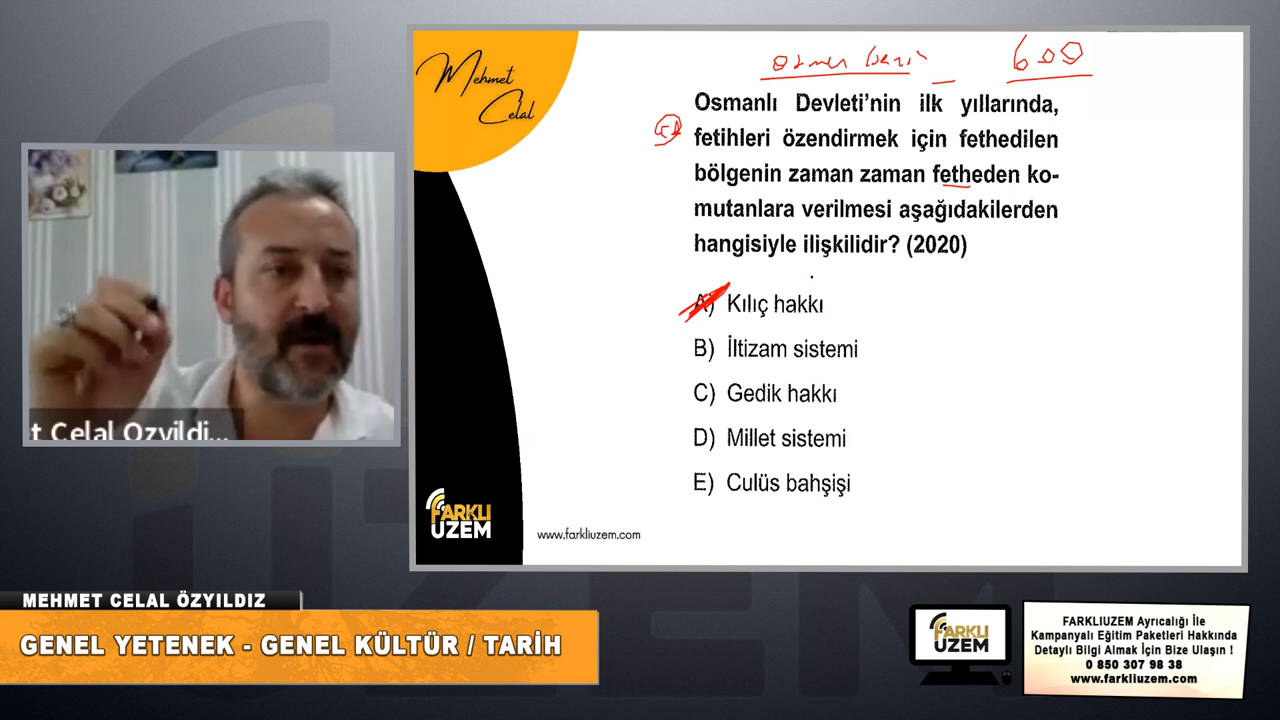 Mehmet
Celal
600
Osmanlı Devleti’nin ilk yıllarında,
fetihleri özendirmek için fethedilen
bölgenin zaman zaman fetheden ko-
mutanlara verilmesi aşağıdakilerden
hangisiyle ilişkilidir? (2020)
A) Kılıç hakkı
B) İltizam sistemi
C) Gedik hakkı
D) Millet sistemi
E) Culüs bahşişi
t Celal Ozyildi...
FARKLI
UZEM
www.farkliuzem.com
MEHMET CELAL ÖZYILDIZ
GENEL YETENEK - GENEL KÜLTÜR / TARİH
FARKLI
UZEM
FARKLIUZEM Ayrıcalığı İle
Kampanyalı Eğitim Paketleri Hakkında
Detaylı Bilgi Almak İçin Bize Ulaşın !
0 850 307 98 38
www.farkliuzem.com
ÜZEM